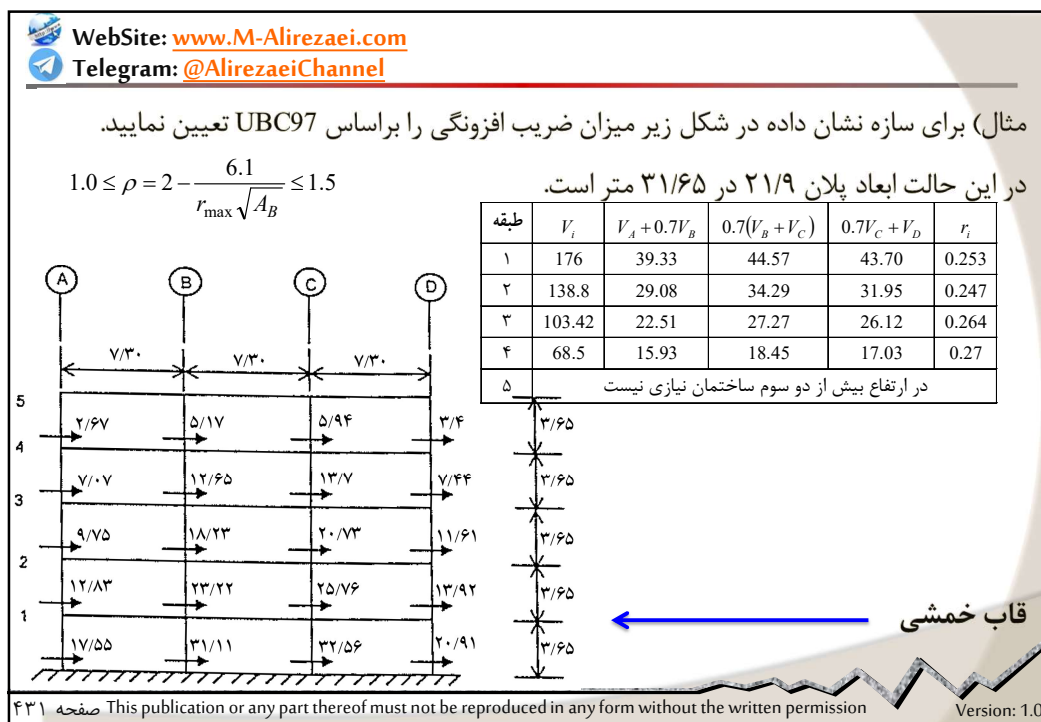 WebSite: www.M-Alirezaei.com
Telegram: @AlirezaeiChannel
مثال) برای سازه نشان داده در شکل زیر میزان ضریب افزونگی را براساس UBC97 تعیین نمایید.
1.0 ≤ ρ = 2 − 6.1 / (r_max √A_B) ≤ 1.5
در این حالت ابعاد پلان ۲۱/۹ در ۳۱/۶۵ متر است.
طبقه V_i V_A + 0.7V_B 0.7(V_B + V_C) 0.7V_C + V_D r_i
۱ 176 39.33 44.57 43.70 0.253
۲ 138.8 29.08 34.29 31.95 0.247
۳ 103.42 22.51 27.27 26.12 0.264
۴ 68.5 15.93 18.45 17.03 0.27
۵ در ارتفاع بیش از دو سوم ساختمان نیازی نیست
A B C D
۷/۳۰ ۷/۳۰ ۷/۳۰
5
۲/۶۷ ۵/۱۷ ۵/۹۴ ۳/۴ ۳/۶۵
4
۷/۰۷ ۱۲/۶۵ ۱۳/۷ ۷/۴۴ ۳/۶۵
3
۹/۷۵ ۱۸/۲۳ ۲۰/۷۳ ۱۱/۶۱ ۳/۶۵
2
۱۲/۸۳ ۲۳/۲۲ ۲۵/۷۶ ۱۳/۹۲ ۳/۶۵
1
قاب خمشی
۱۷/۵۵ ۳۱/۱۱ ۳۲/۵۶ ۲۰/۹۱ ۳/۶۵
صفحه ۴۳۱ This publication or any part thereof must not be reproduced in any form without the written permission Version: 1.0